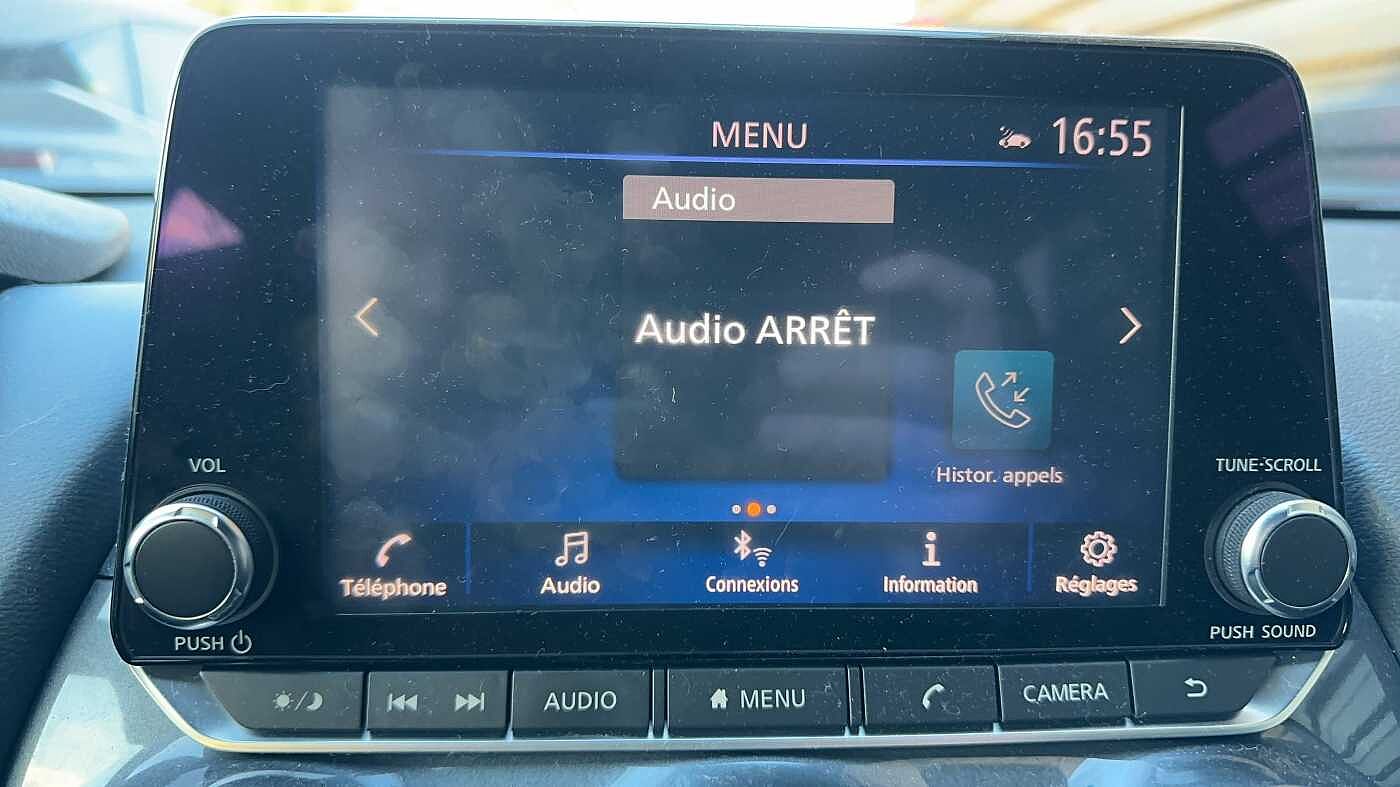 MENU
16:55
Audio
Audio ARRÊT
Histor. appels
VOL
TUNE·SCROLL
Téléphone
Audio
Connexions
Information
Réglages
PUSH
PUSH SOUND
AUDIO
MENU
CAMERA